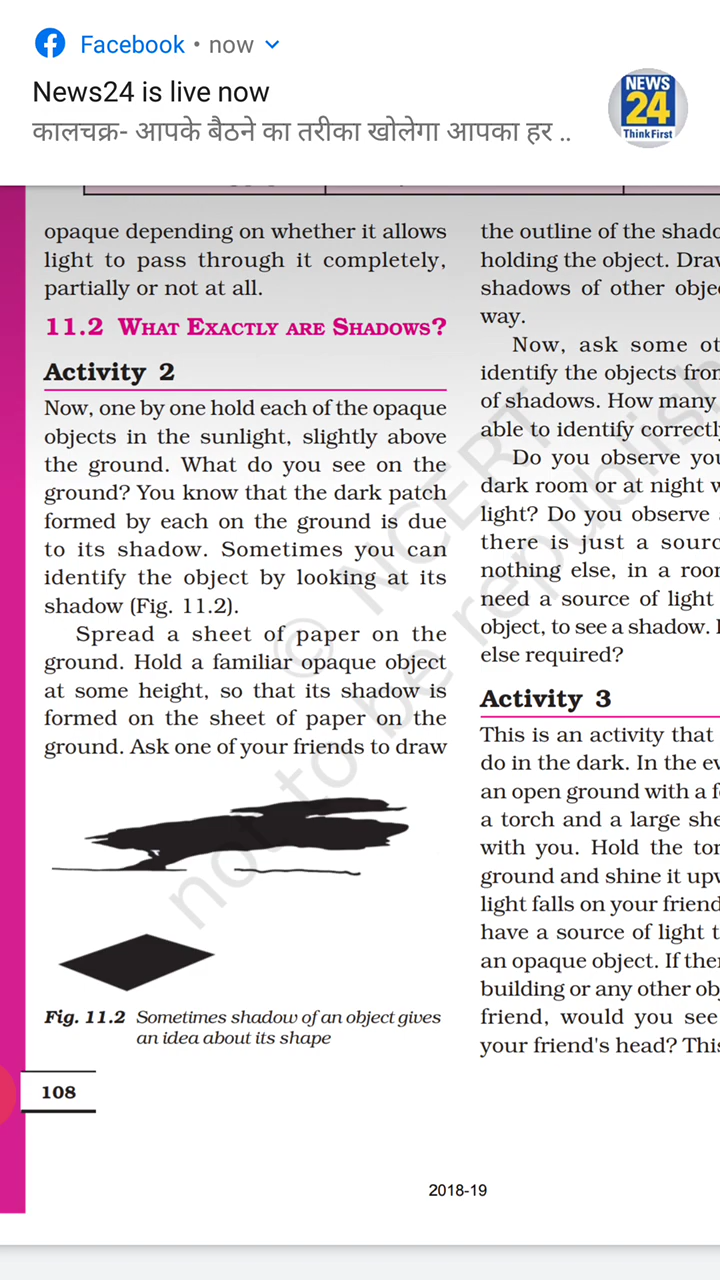 Facebook • now
News24 is live now
NEWS
24
Think First
कालचक्र- आपके बैठने का तरीका खोलेगा आपका हर ..
opaque depending on whether it allows
light to pass through it completely,
partially or not at all.
11.2 WHAT EXACTLY ARE SHADOWS?
Activity 2
Now, one by one hold each of the opaque
objects in the sunlight, slightly above
the ground. What do you see on the
ground? You know that the dark patch
formed by each on the ground is due
to its shadow. Sometimes you can
identify the object by looking at its
shadow (Fig. 11.2).
Spread a sheet of paper on the
ground. Hold a familiar opaque object
at some height, so that its shadow is
formed on the sheet of paper on the
ground. Ask one of your friends to draw
Fig. 11.2 Sometimes shadow of an object gives
an idea about its shape
108
the outline of the
holding the object.
shadows of other
way.
Now, ask some
identify the objects
of shadows. How many
able to identify
Do you observe
dark room or at night
light? Do you observe
there is just a
nothing else, in a
need a source of light
object, to see a shadow.
else required?
Activity 3
This is an activity that
do in the dark. In the
an open ground with a
a torch and a large
with you. Hold the
ground and shine it
light falls on your
have a source of light
an opaque object. If
building or any other
friend, would you see
your friend's head?
2018-19
© NCERT
not to be republish